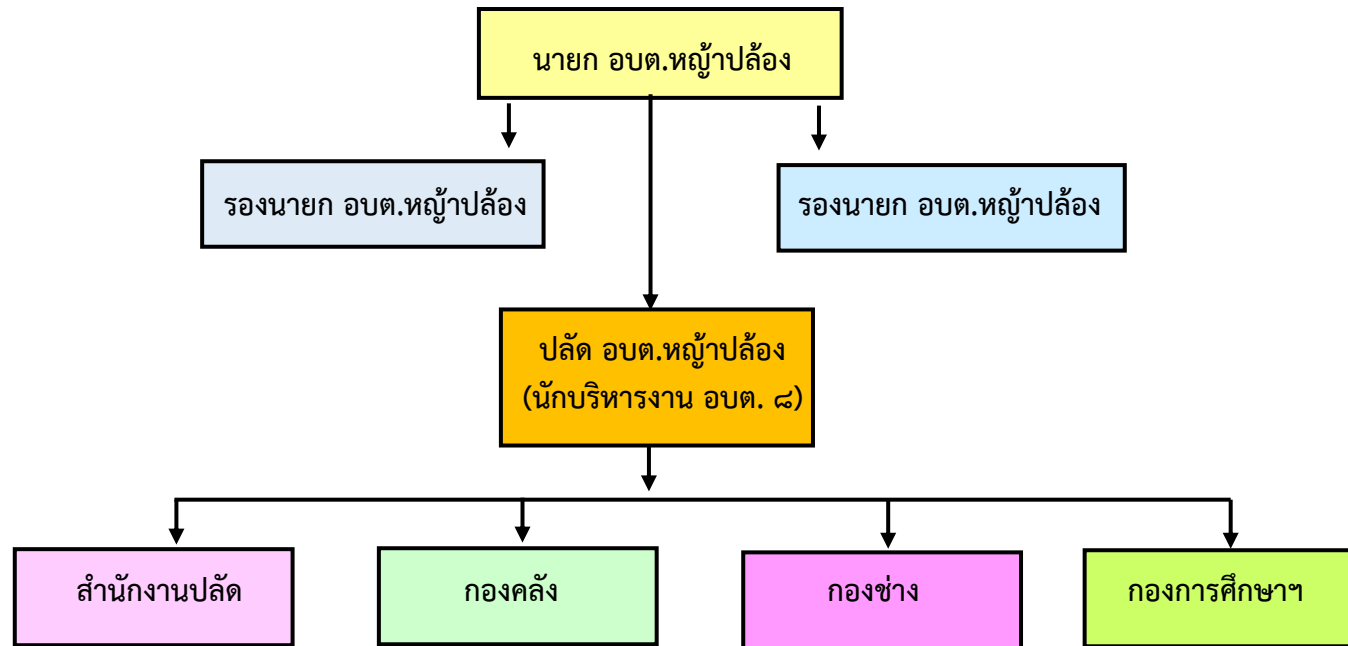 นายก อบต.หญ้าปล้อง
รองนายก อบต.หญ้าปล้อง
รองนายก อบต.หญ้าปล้อง
ปลัด อบต.หญ้าปล้อง
(นักบริหารงาน อบต. ๘)
สำนักงานปลัด
กองคลัง
กองช่าง
กองการศึกษาฯ